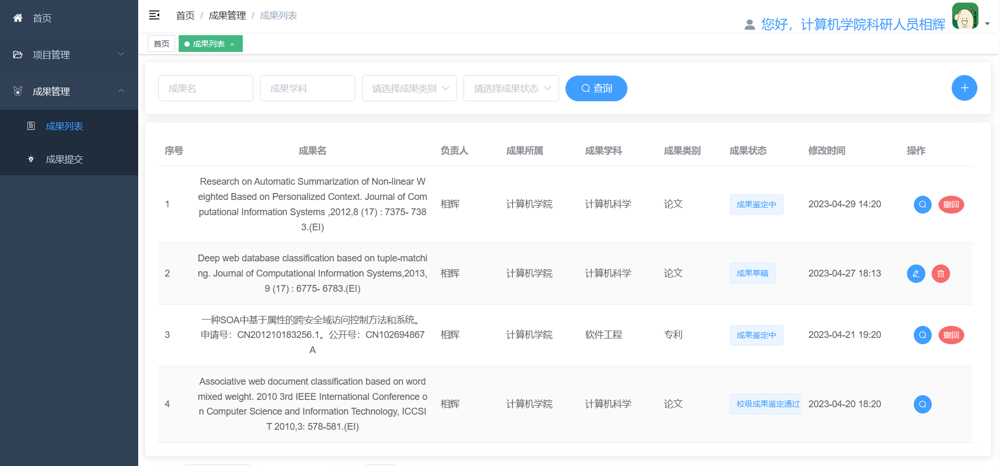 首页
项目管理
成果管理
成果列表
成果提交
首页 / 成果管理 / 成果列表
您好，计算机学院科研人员相辉
首页
成果列表 ×
成果名
成果学科
请选择成果类别
请选择成果状态
查询
序号 成果名 负责人 成果所属 成果学科 成果类别 成果状态 修改时间 操作
Research on Automatic Summarization of Non-linear W
eighted Based on Personalized Context. Journal of Com
putational Information Systems ,2012,8 (17) : 7375- 738
3.(EI)
1 相辉 计算机学院 计算机科学 论文 成果鉴定中 2023-04-29 14:20 撤回
Deep web database classification based on tuple-matchi
ng. Journal of Computational Information Systems,2013,
9 (17) : 6775- 6783.(EI)
2 相辉 计算机学院 计算机科学 论文 成果草稿 2023-04-27 18:13
一种SOA中基于属性的跨安全域访问控制方法和系统。
申请号：CN201210183256.1。公开号：CN102694867
A
3 相辉 计算机学院 软件工程 专利 成果鉴定中 2023-04-21 19:20 撤回
Associative web document classification based on word
mixed weight. 2010 3rd IEEE International Conference o
n Computer Science and Information Technology, ICCSI
T 2010,3: 578-581.(EI)
4 相辉 计算机学院 计算机科学 论文 校级成果鉴定通过 2023-04-20 18:20